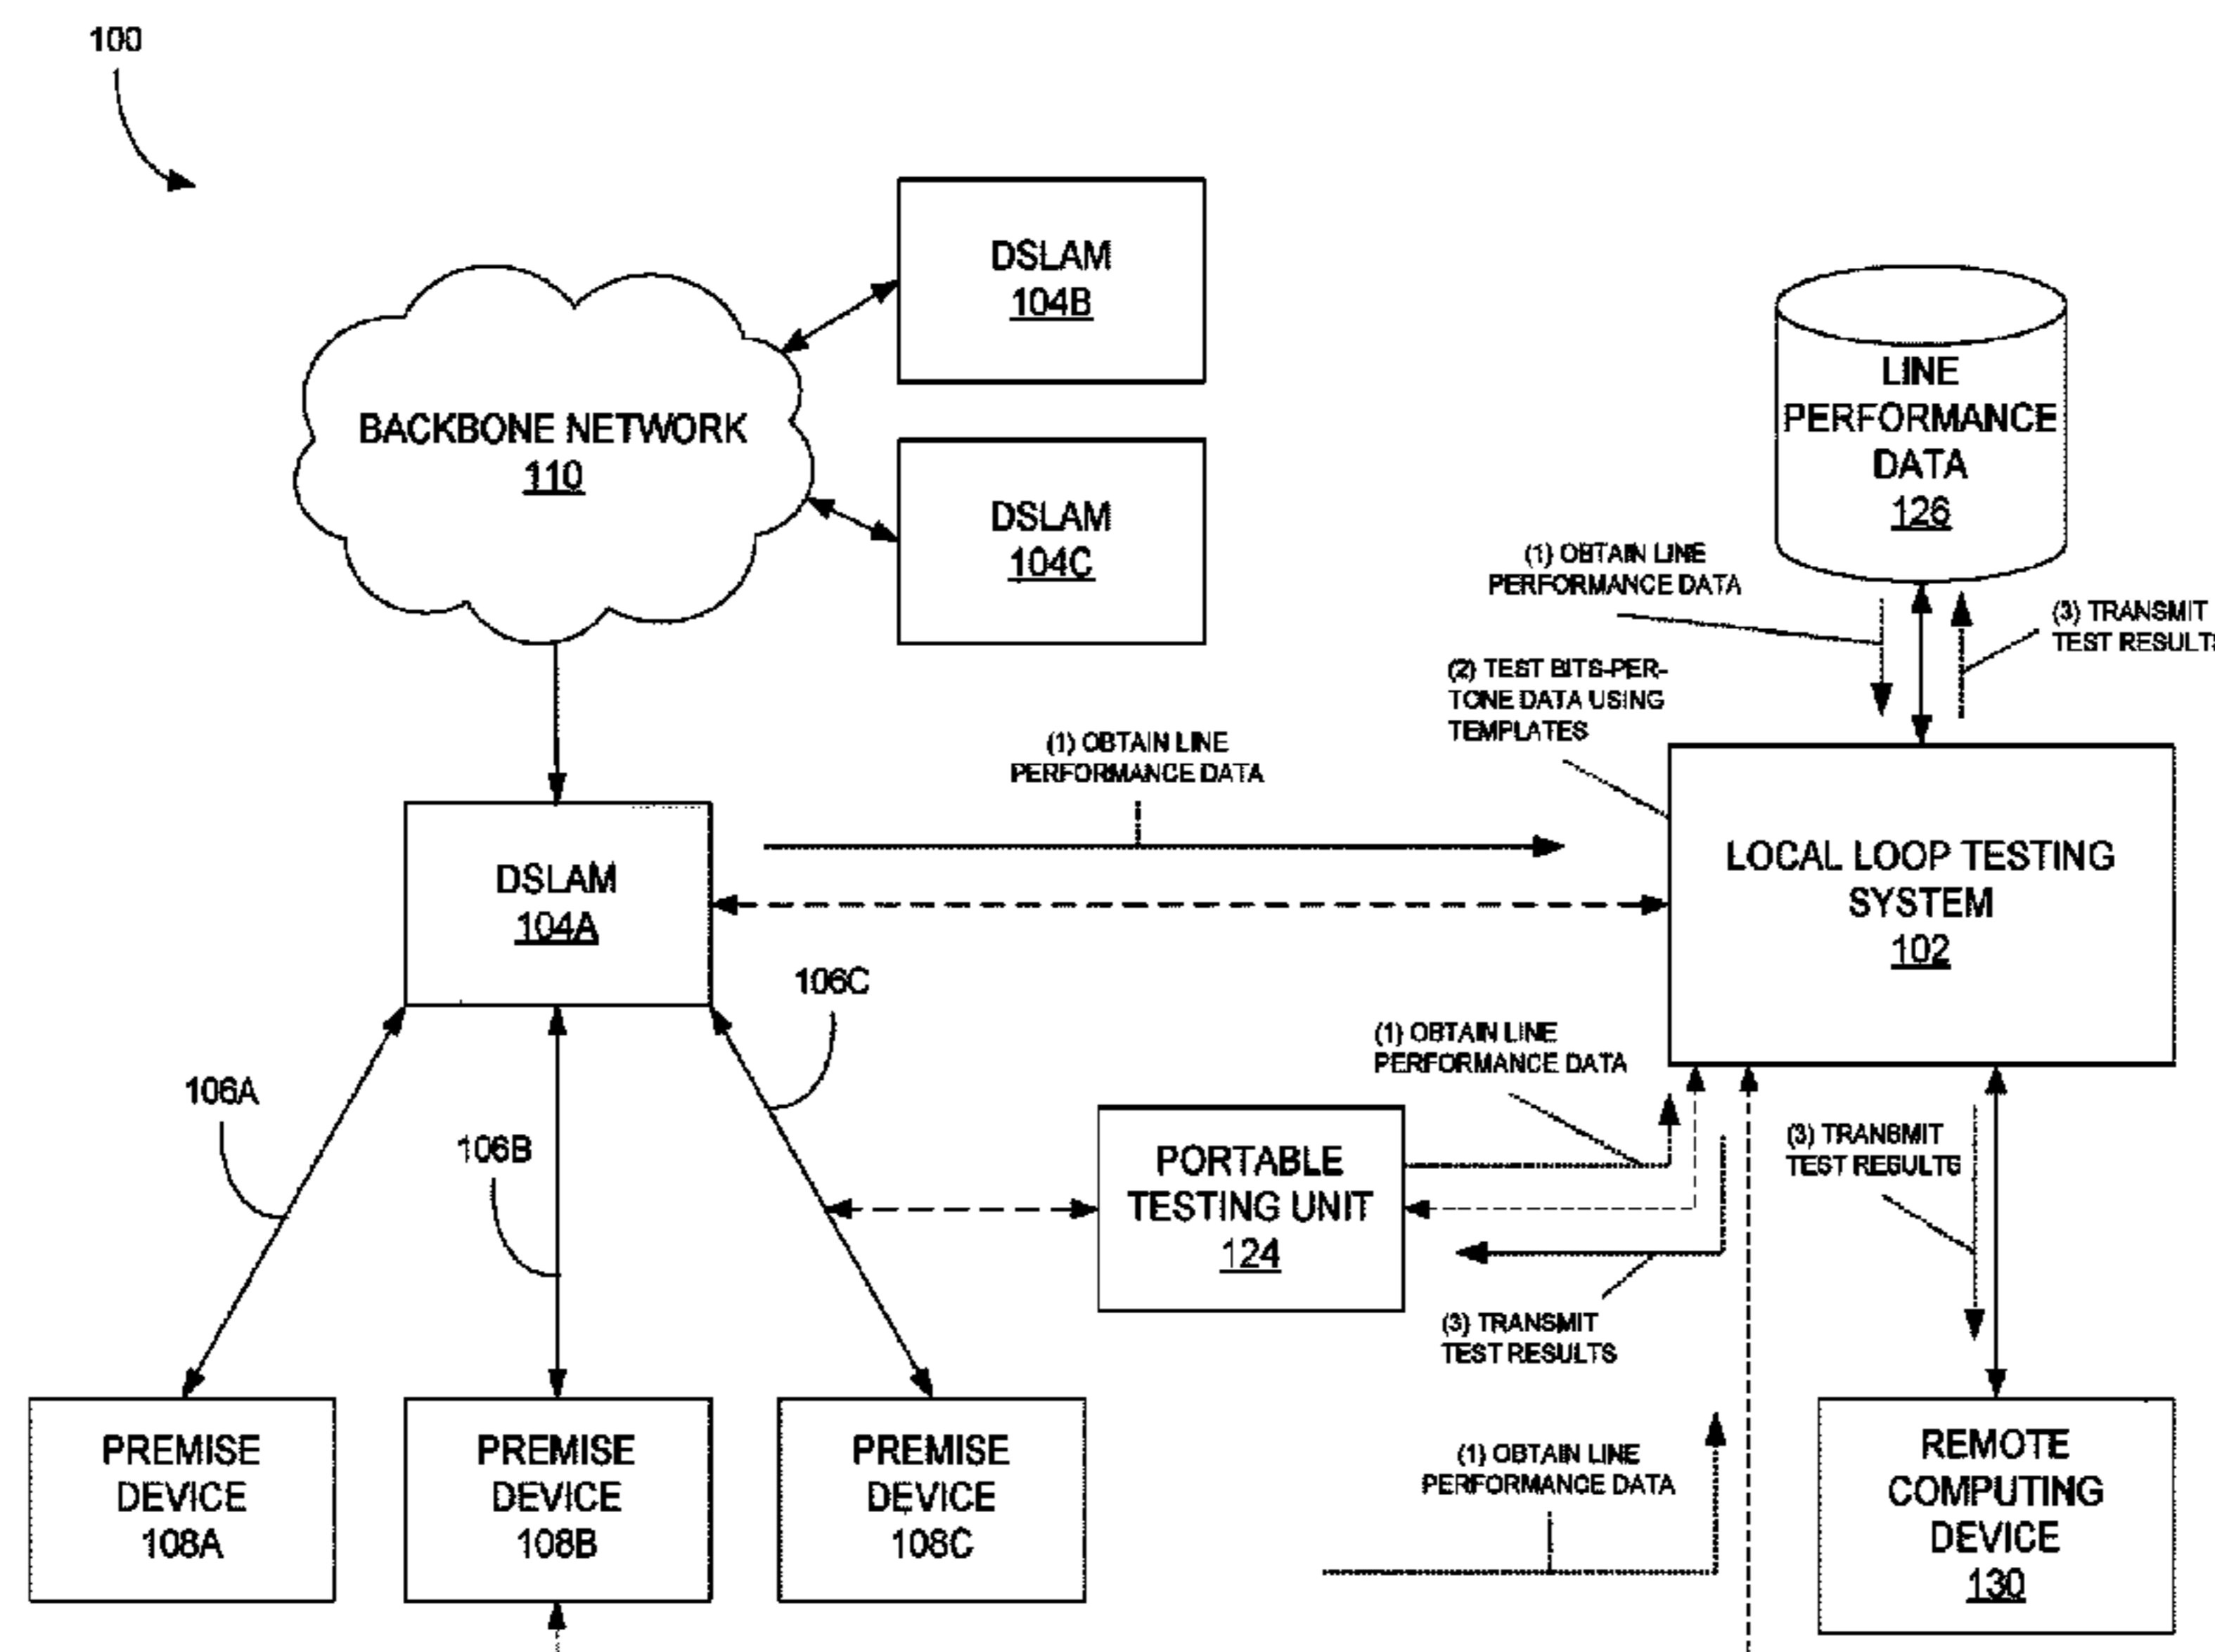 100
DSLAM
104B
BACKBONE NETWORK
110
DSLAM
104C
LINE
PERFORMANCE
DATA
126
(1) OBTAIN LINE
PERFORMANCE DATA
(3) TRANSMIT
TEST RESULTS
(2) TEST BITS-PER-
TONE DATA USING
TEMPLATES
(1) OBTAIN LINE
PERFORMANCE DATA
DSLAM
104A
LOCAL LOOP TESTING
SYSTEM
102
106C
106A
106B
(1) OBTAIN LINE
PERFORMANCE DATA
PORTABLE
TESTING UNIT
124
(3) TRANSMIT
TEST RESULTS
(3) TRANSMIT
TEST RESULTS
PREMISE
DEVICE
108A
PREMISE
DEVICE
108B
PREMISE
DEVICE
108C
(1) OBTAIN LINE
PERFORMANCE DATA
REMOTE
COMPUTING
DEVICE
130